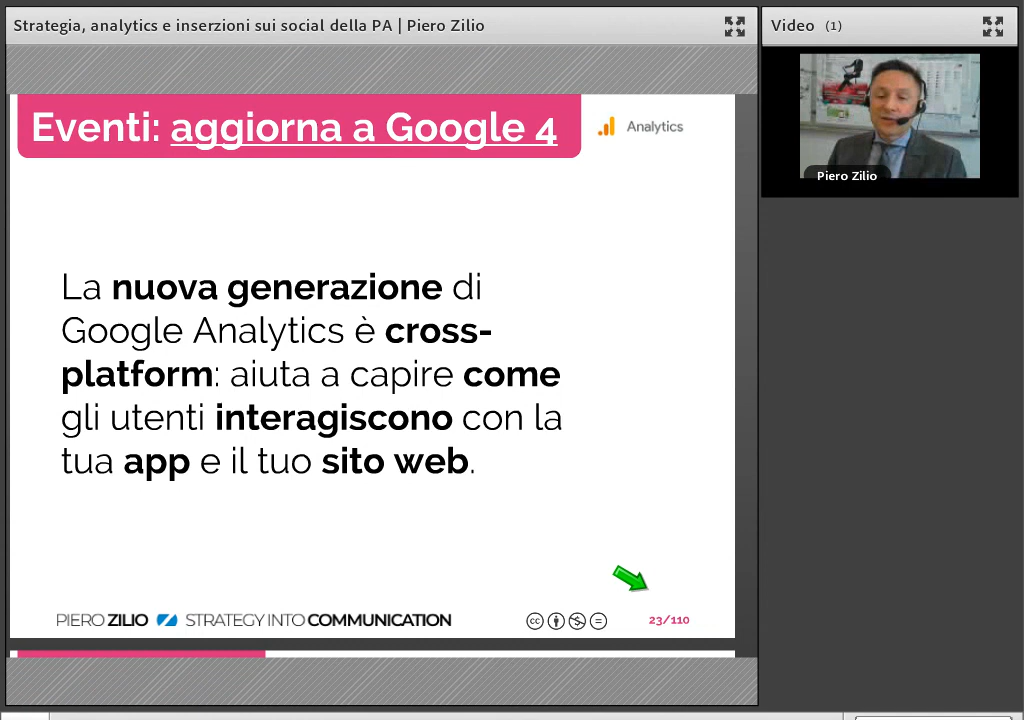 Strategia, analytics e inserzioni sui social della PA | Piero Zilio
Video (1)
Piero Zilio
Eventi: aggiorna a Google 4
Analytics
La nuova generazione di
Google Analytics è cross-
platform: aiuta a capire come
gli utenti interagiscono con la
tua app e il tuo sito web.
PIERO ZILIO STRATEGY INTO COMMUNICATION
cc
23/110